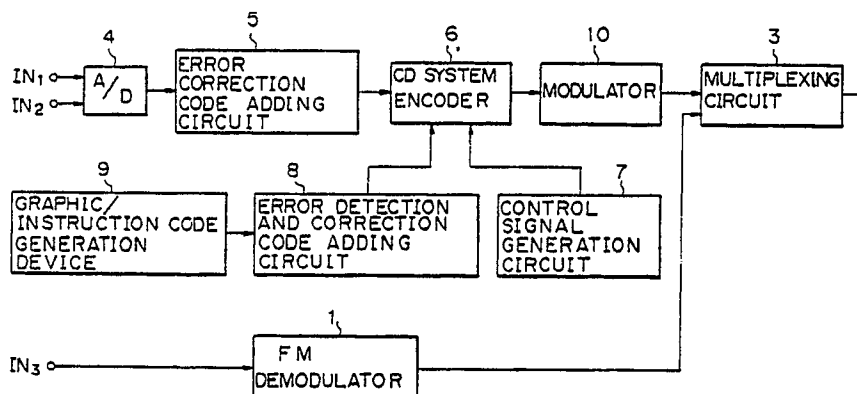 4
5
6'
10
3
IN1
IN2
A/D
ERROR
CORRECTION
CODE ADDING
CIRCUIT
CD SYSTEM
ENCODER
MODULATOR
MULTIPLEXING
CIRCUIT
9
8
7
GRAPHIC/
INSTRUCTION CODE
GENERATION
DEVICE
ERROR DETECTION
AND CORRECTION
CODE ADDING
CIRCUIT
CONTROL
SIGNAL
GENERATION
CIRCUIT
1
IN3
FM
DEMODULATOR